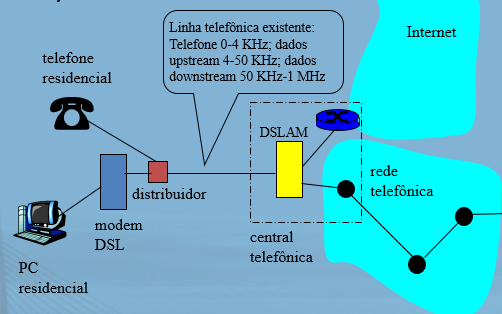 Linha telefônica existente:
Telefone 0-4 KHz; dados
upstream 4-50 KHz; dados
downstream 50 KHz-1 MHz
Internet
telefone
residencial
DSLAM
rede
telefônica
distribuidor
modem
DSL
central
telefônica
PC
residencial